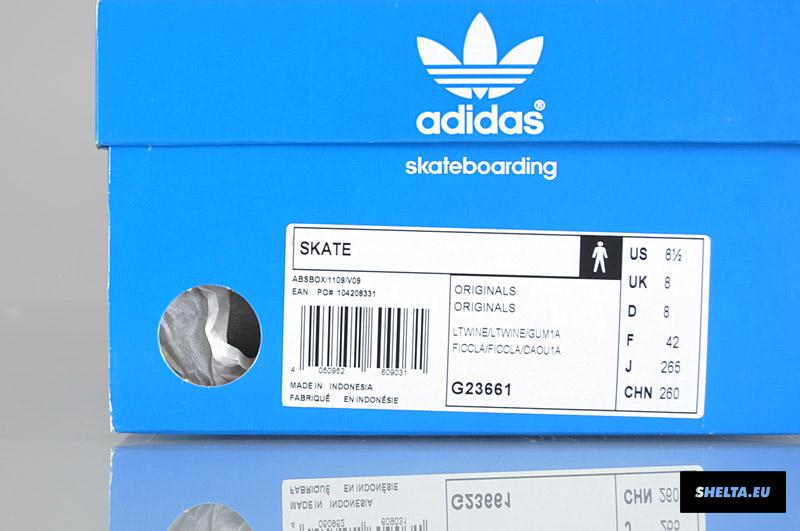 adidas®
skateboarding
SKATE
ABSBOX/1109/V09
EAN PO# 104208331
4 050952 609031
MADE IN INDONESIA
FABRIQUÉ EN INDONÉSIE
ORIGINALS
ORIGINALS
LTWINE/LTWINE/GUM1A
FICCLA/FICCLA/CAOU1A
G23661
US 8½
UK 8
D 8
F 42
J 265
CHN 260
SHELTA.EU